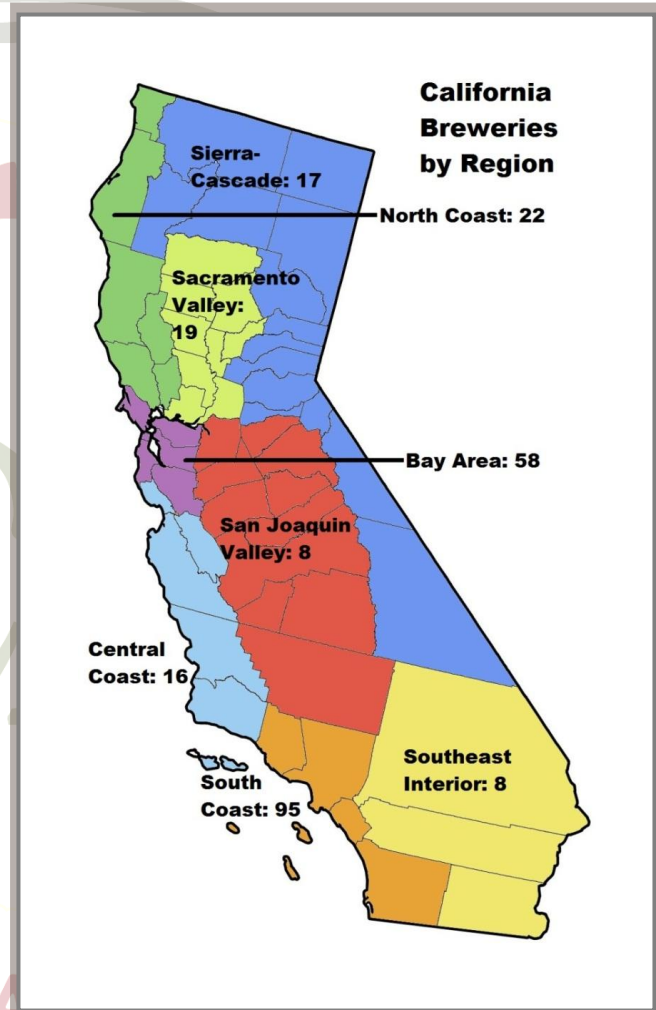 California
Breweries
by Region
Sierra-
Cascade: 17
North Coast: 22
Sacramento
Valley:
19
Bay Area: 58
San Joaquin
Valley: 8
Central
Coast: 16
Southeast
Interior: 8
South
Coast: 95